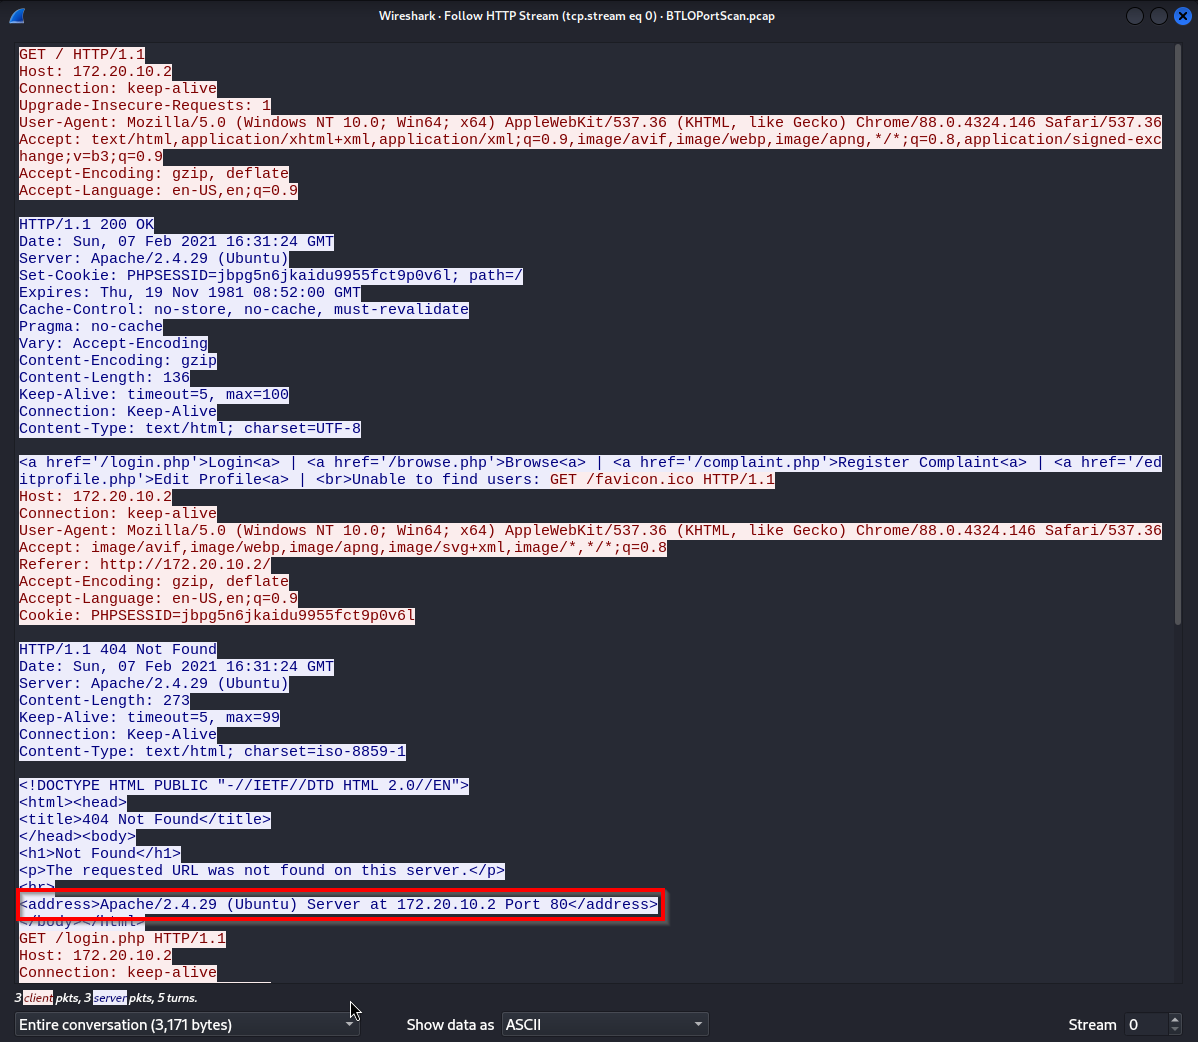 Wireshark · Follow HTTP Stream (tcp.stream eq 0) · BTLOPortScan.pcap
GET / HTTP/1.1
Host: 172.20.10.2
Connection: keep-alive
Upgrade-Insecure-Requests: 1
User-Agent: Mozilla/5.0 (Windows NT 10.0; Win64; x64) AppleWebKit/537.36 (KHTML, like Gecko) Chrome/88.0.4324.146 Safari/537.36
Accept: text/html,application/xhtml+xml,application/xml;q=0.9,image/avif,image/webp,image/apng,*/*;q=0.8,application/signed-exc
hange;v=b3;q=0.9
Accept-Encoding: gzip, deflate
Accept-Language: en-US,en;q=0.9
HTTP/1.1 200 OK
Date: Sun, 07 Feb 2021 16:31:24 GMT
Server: Apache/2.4.29 (Ubuntu)
Set-Cookie: PHPSESSID=jbpg5n6jkaidu9955fct9p0v6l; path=/
Expires: Thu, 19 Nov 1981 08:52:00 GMT
Cache-Control: no-store, no-cache, must-revalidate
Pragma: no-cache
Vary: Accept-Encoding
Content-Encoding: gzip
Content-Length: 136
Keep-Alive: timeout=5, max=100
Connection: Keep-Alive
Content-Type: text/html; charset=UTF-8
<a href='/login.php'>Login<a> | <a href='/browse.php'>Browse<a> | <a href='/complaint.php'>Register Complaint<a> | <a href='/ed
itprofile.php'>Edit Profile<a> | <br>Unable to find users: GET /favicon.ico HTTP/1.1
Host: 172.20.10.2
Connection: keep-alive
User-Agent: Mozilla/5.0 (Windows NT 10.0; Win64; x64) AppleWebKit/537.36 (KHTML, like Gecko) Chrome/88.0.4324.146 Safari/537.36
Accept: image/avif,image/webp,image/apng,image/svg+xml,image/*,*/*;q=0.8
Referer: http://172.20.10.2/
Accept-Encoding: gzip, deflate
Accept-Language: en-US,en;q=0.9
Cookie: PHPSESSID=jbpg5n6jkaidu9955fct9p0v6l
HTTP/1.1 404 Not Found
Date: Sun, 07 Feb 2021 16:31:24 GMT
Server: Apache/2.4.29 (Ubuntu)
Content-Length: 273
Keep-Alive: timeout=5, max=99
Connection: Keep-Alive
Content-Type: text/html; charset=iso-8859-1
<!DOCTYPE HTML PUBLIC "-//IETF//DTD HTML 2.0//EN">
<html><head>
<title>404 Not Found</title>
</head><body>
<h1>Not Found</h1>
<p>The requested URL was not found on this server.</p>
<hr>
<address>Apache/2.4.29 (Ubuntu) Server at 172.20.10.2 Port 80</address>
</body></html>
GET /login.php HTTP/1.1
Host: 172.20.10.2
Connection: keep-alive
3 client pkts, 3 server pkts, 5 turns.
Entire conversation (3,171 bytes)
Show data as
ASCII
Stream
0